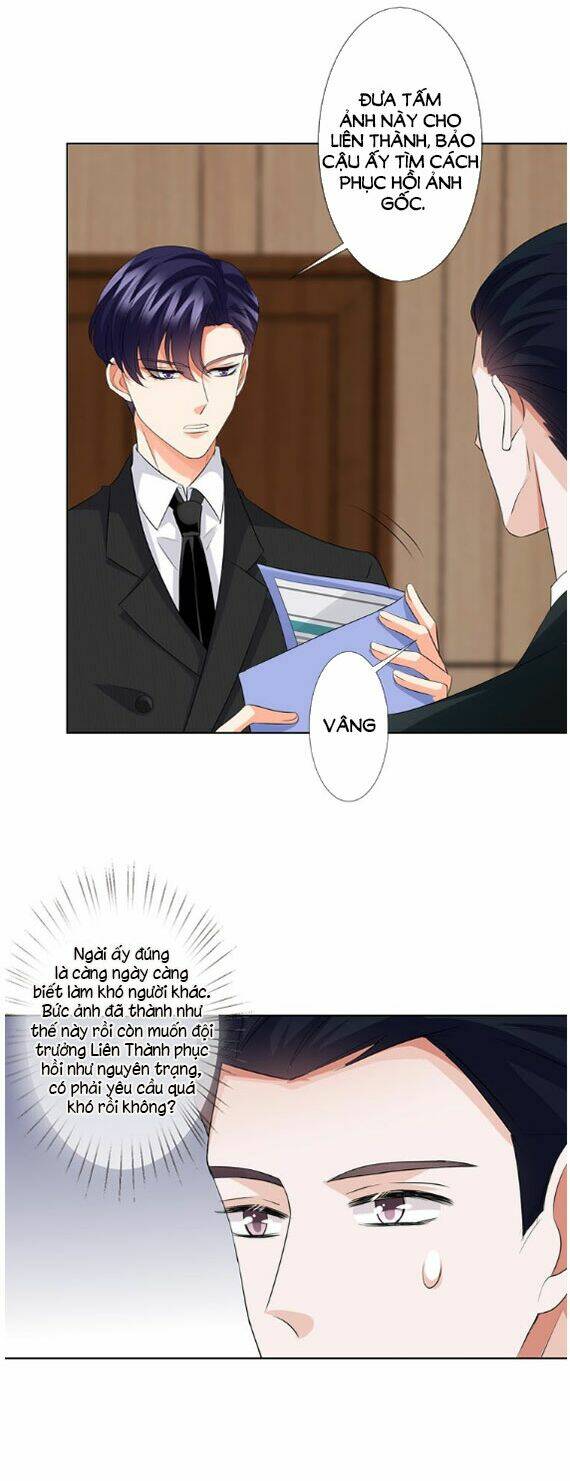 ĐƯA TẤM
ẢNH NÀY CHO
LIÊN THÀNH, BẢO
CẬU ẤY TÌM CÁCH
PHỤC HỒI ẢNH
GỐC.
VÂNG
Ngài ấy đúng
là càng ngày càng
biết làm khó người khác.
Bức ảnh đã thành như
thế này rồi còn muốn đội
trưởng Liên Thành phục
hồi như nguyên trạng,
có phải yêu cầu quá
khó rồi không?